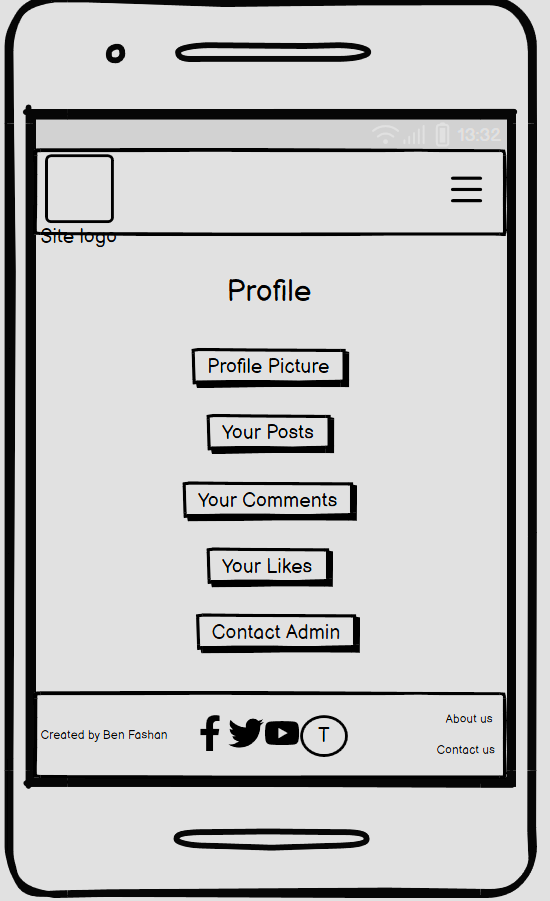 13:32
Site logo
Profile
Profile Picture
Your Posts
Your Comments
Your Likes
Contact Admin
Created by Ben Fashan
T
About us
Contact us